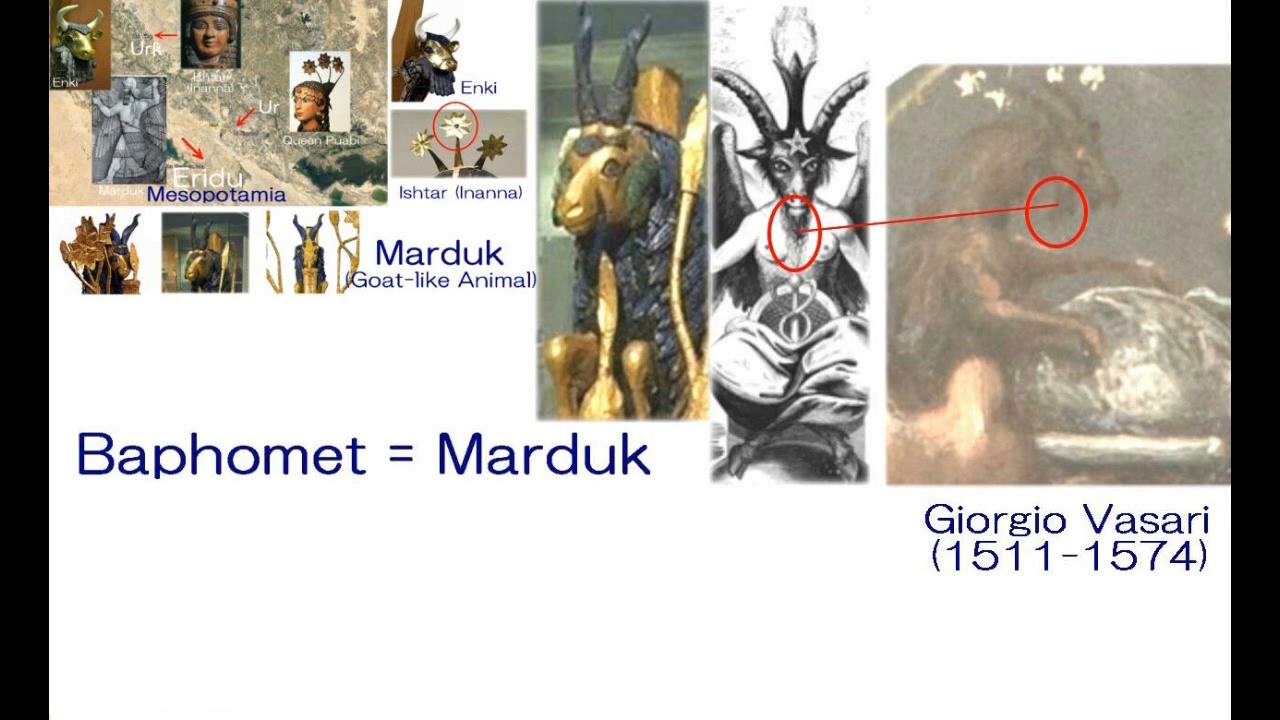 Enki
Urk
Ishtar
(Inanna)
Ur
Queen Puabi
Marduk
Eridu
Mesopotamia
Enki
Ishtar (Inanna)
Marduk
(Goat-like Animal)
Baphomet = Marduk
Giorgio Vasari
(1511-1574)